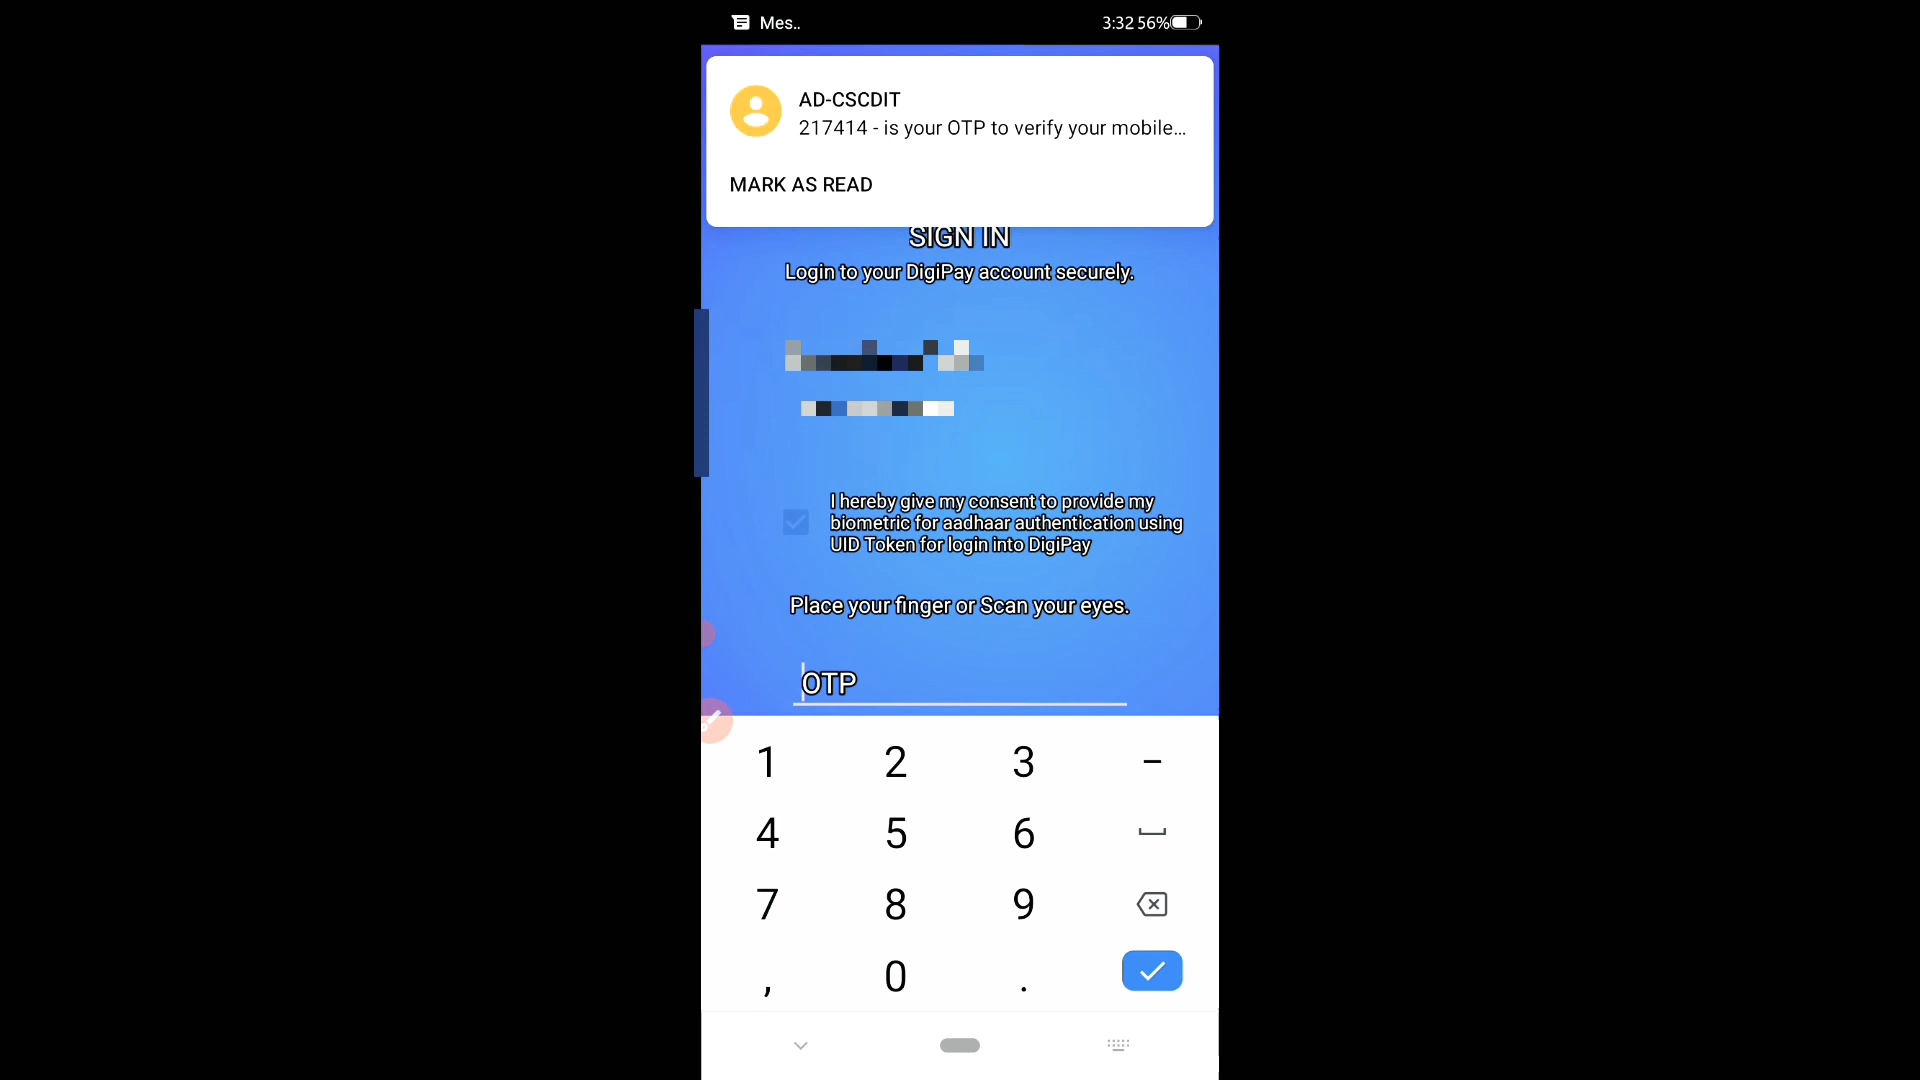 Mes..
3:32 56%
AD-CSCDIT
217414 - is your OTP to verify your mobile...
MARK AS READ
SIGN IN
Login to your DigiPay account securely.
I hereby give my consent to provide my
biometric for aadhaar authentication using
UID Token for login into DigiPay
Place your finger or Scan your eyes.
OTP
1 2 3 -
4 5 6
7 8 9
, 0 .